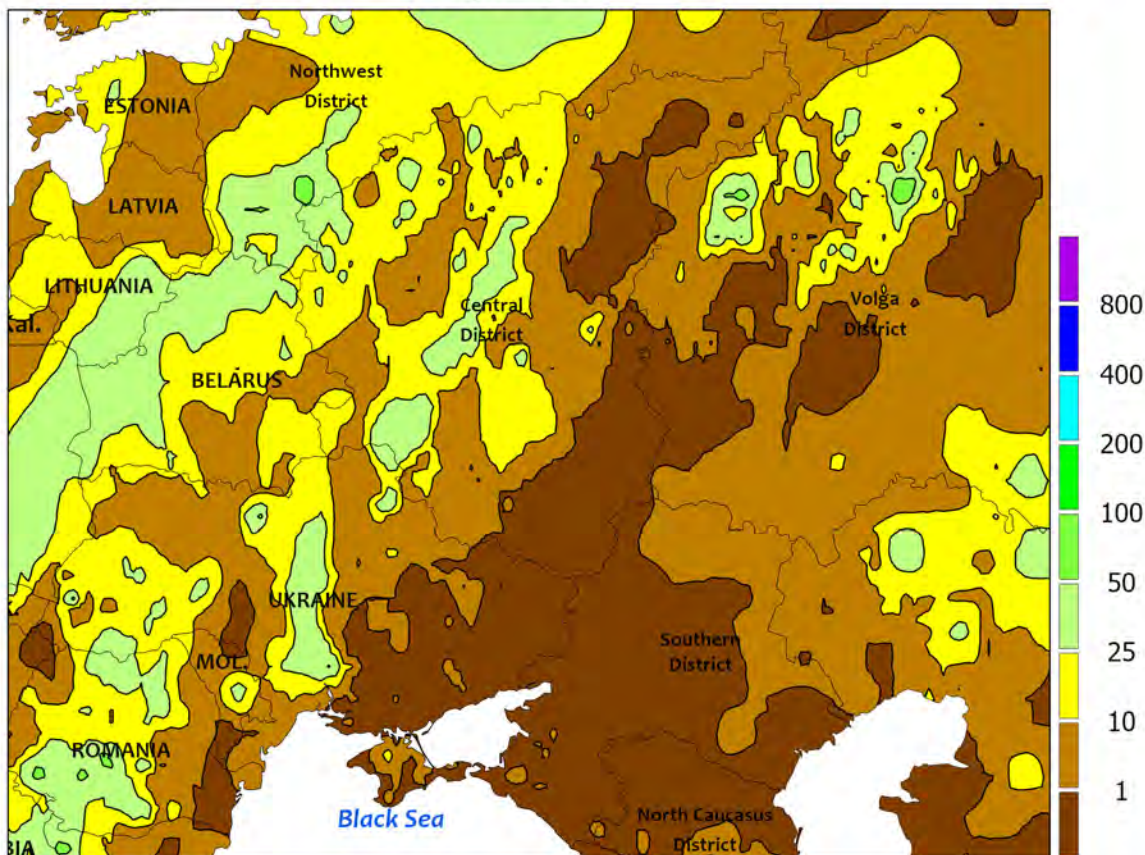 Northwest
District
ESTONIA
LATVIA
LITHUANIA
Kal.
Central
District
Volga
District
BELARUS
UKRAINE
MOL.
Southern
District
ROMANIA
Black Sea
North Caucasus
District
BIA
800
400
200
100
50
25
10
1